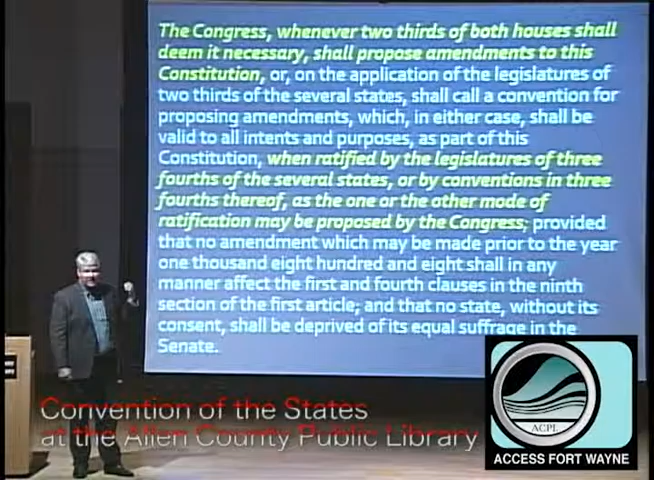 The Congress, whenever two thirds of both houses shall
deem it necessary, shall propose amendments to this
Constitution, or, on the application of the legislatures of
two thirds of the several states, shall call a convention for
proposing amendments, which, in either case, shall be
valid to all intents and purposes, as part of this
Constitution, when ratified by the legislatures of three
fourths of the several states, or by conventions in three
fourths thereof, as the one or the other mode of
ratification may be proposed by the Congress; provided
that no amendment which may be made prior to the year
one thousand eight hundred and eight shall in any
manner affect the first and fourth clauses in the ninth
section of the first article; and that no state, without its
consent, shall be deprived of its equal suffrage in the
Senate.
Convention of the States
at the Allen County Public Library
ACPL
ACCESS FORT WAYNE